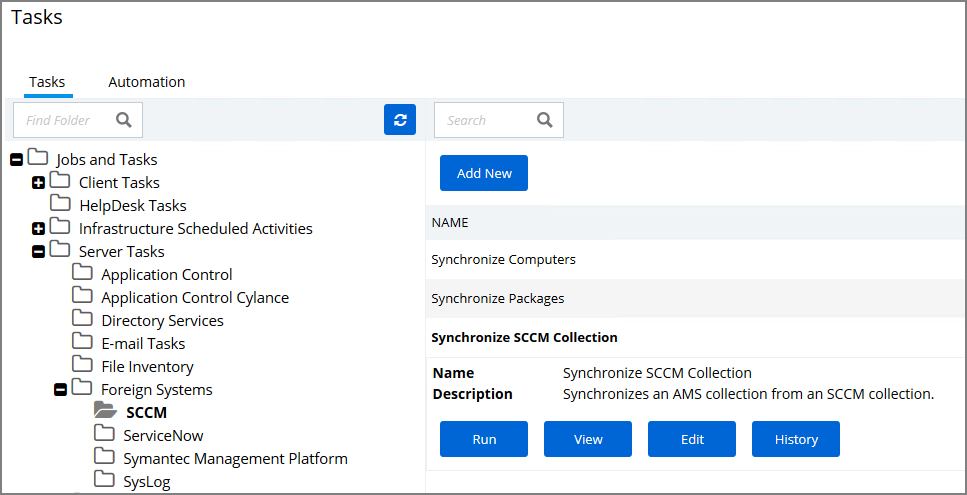 Tasks
Tasks Automation
Find Folder
Search
Jobs and Tasks
Client Tasks
HelpDesk Tasks
Infrastructure Scheduled Activities
Server Tasks
Application Control
Application Control Cylance
Directory Services
E-mail Tasks
File Inventory
Foreign Systems
SCCM
ServiceNow
Symantec Management Platform
SysLog
Add New
NAME
Synchronize Computers
Synchronize Packages
Synchronize SCCM Collection
Name Synchronize SCCM Collection
Description Synchronizes an AMS collection from an SCCM collection.
Run View Edit History